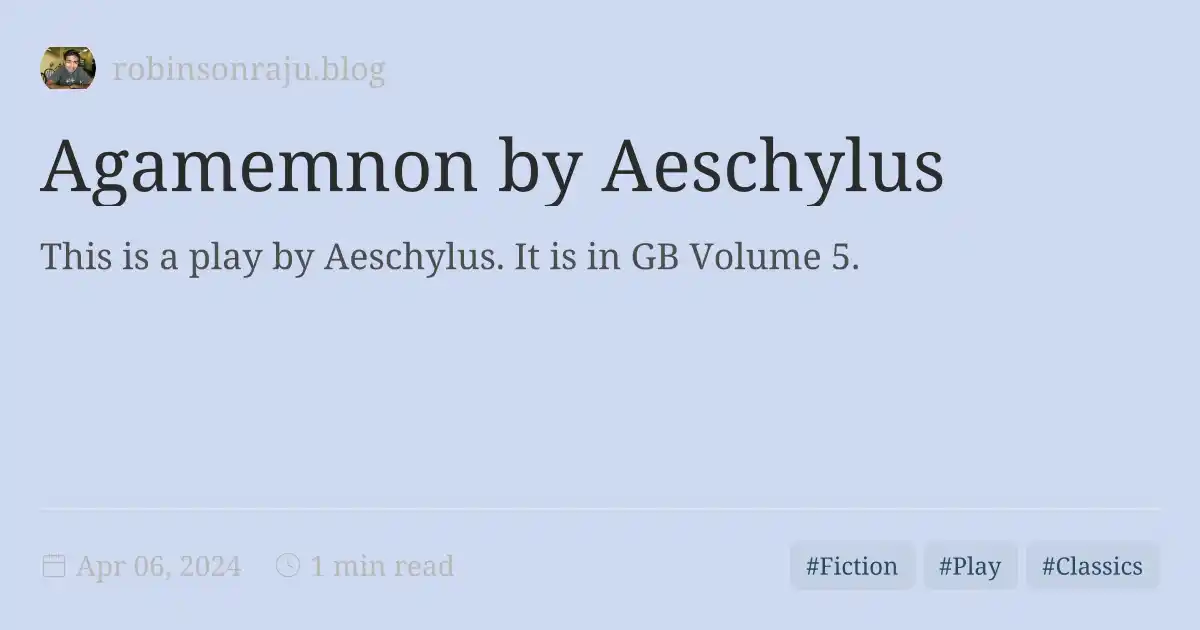 robinsonraju.blog
Agamemnon by Aeschylus
This is a play by Aeschylus. It is in GB Volume 5.
Apr 06, 2024 1 min read #Fiction #Play #Classics